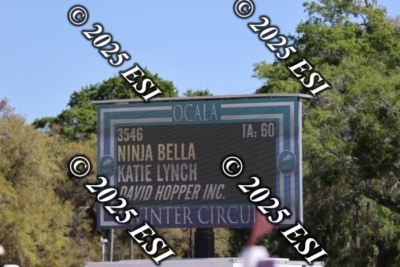 © 2025 ESI
© 2025 ESI
OCALA
3546 TA: 60
NINJA BELLA
KATIE LYNCH
DAVID HOPPER INC.
WINTER CIRCUIT
© 2025 ESI
© 2025 ESI